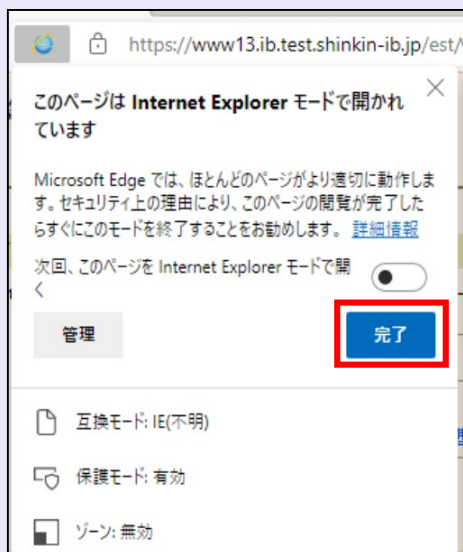 https://www13.ib.test.shinkin-ib.jp/est/
このページは Internet Explorer モードで開かれ
ています
Microsoft Edge では、ほとんどのページがより適切に動作しま
す。セキュリティ上の理由により、このページの閲覧が完了した
らすぐにこのモードを終了することをお勧めします。 詳細情報
次回、このページを Internet Explorer モードで開
く
管理
完了
互換モード: IE(不明)
保護モード: 有効
ゾーン: 無効